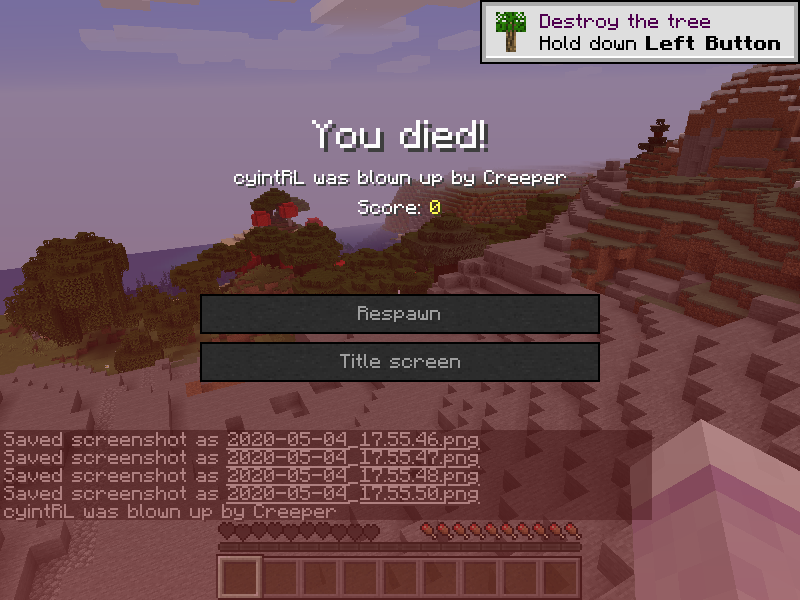 Destroy the tree
Hold down Left Button
You died!
cyintRL was blown up by Creeper
Score: 0
Respawn
Title screen
Saved screenshot as 2020-05-04_17.55.46.png
Saved screenshot as 2020-05-04_17.55.47.png
Saved screenshot as 2020-05-04_17.55.48.png
Saved screenshot as 2020-05-04_17.55.50.png
cyintRL was blown up by Creeper